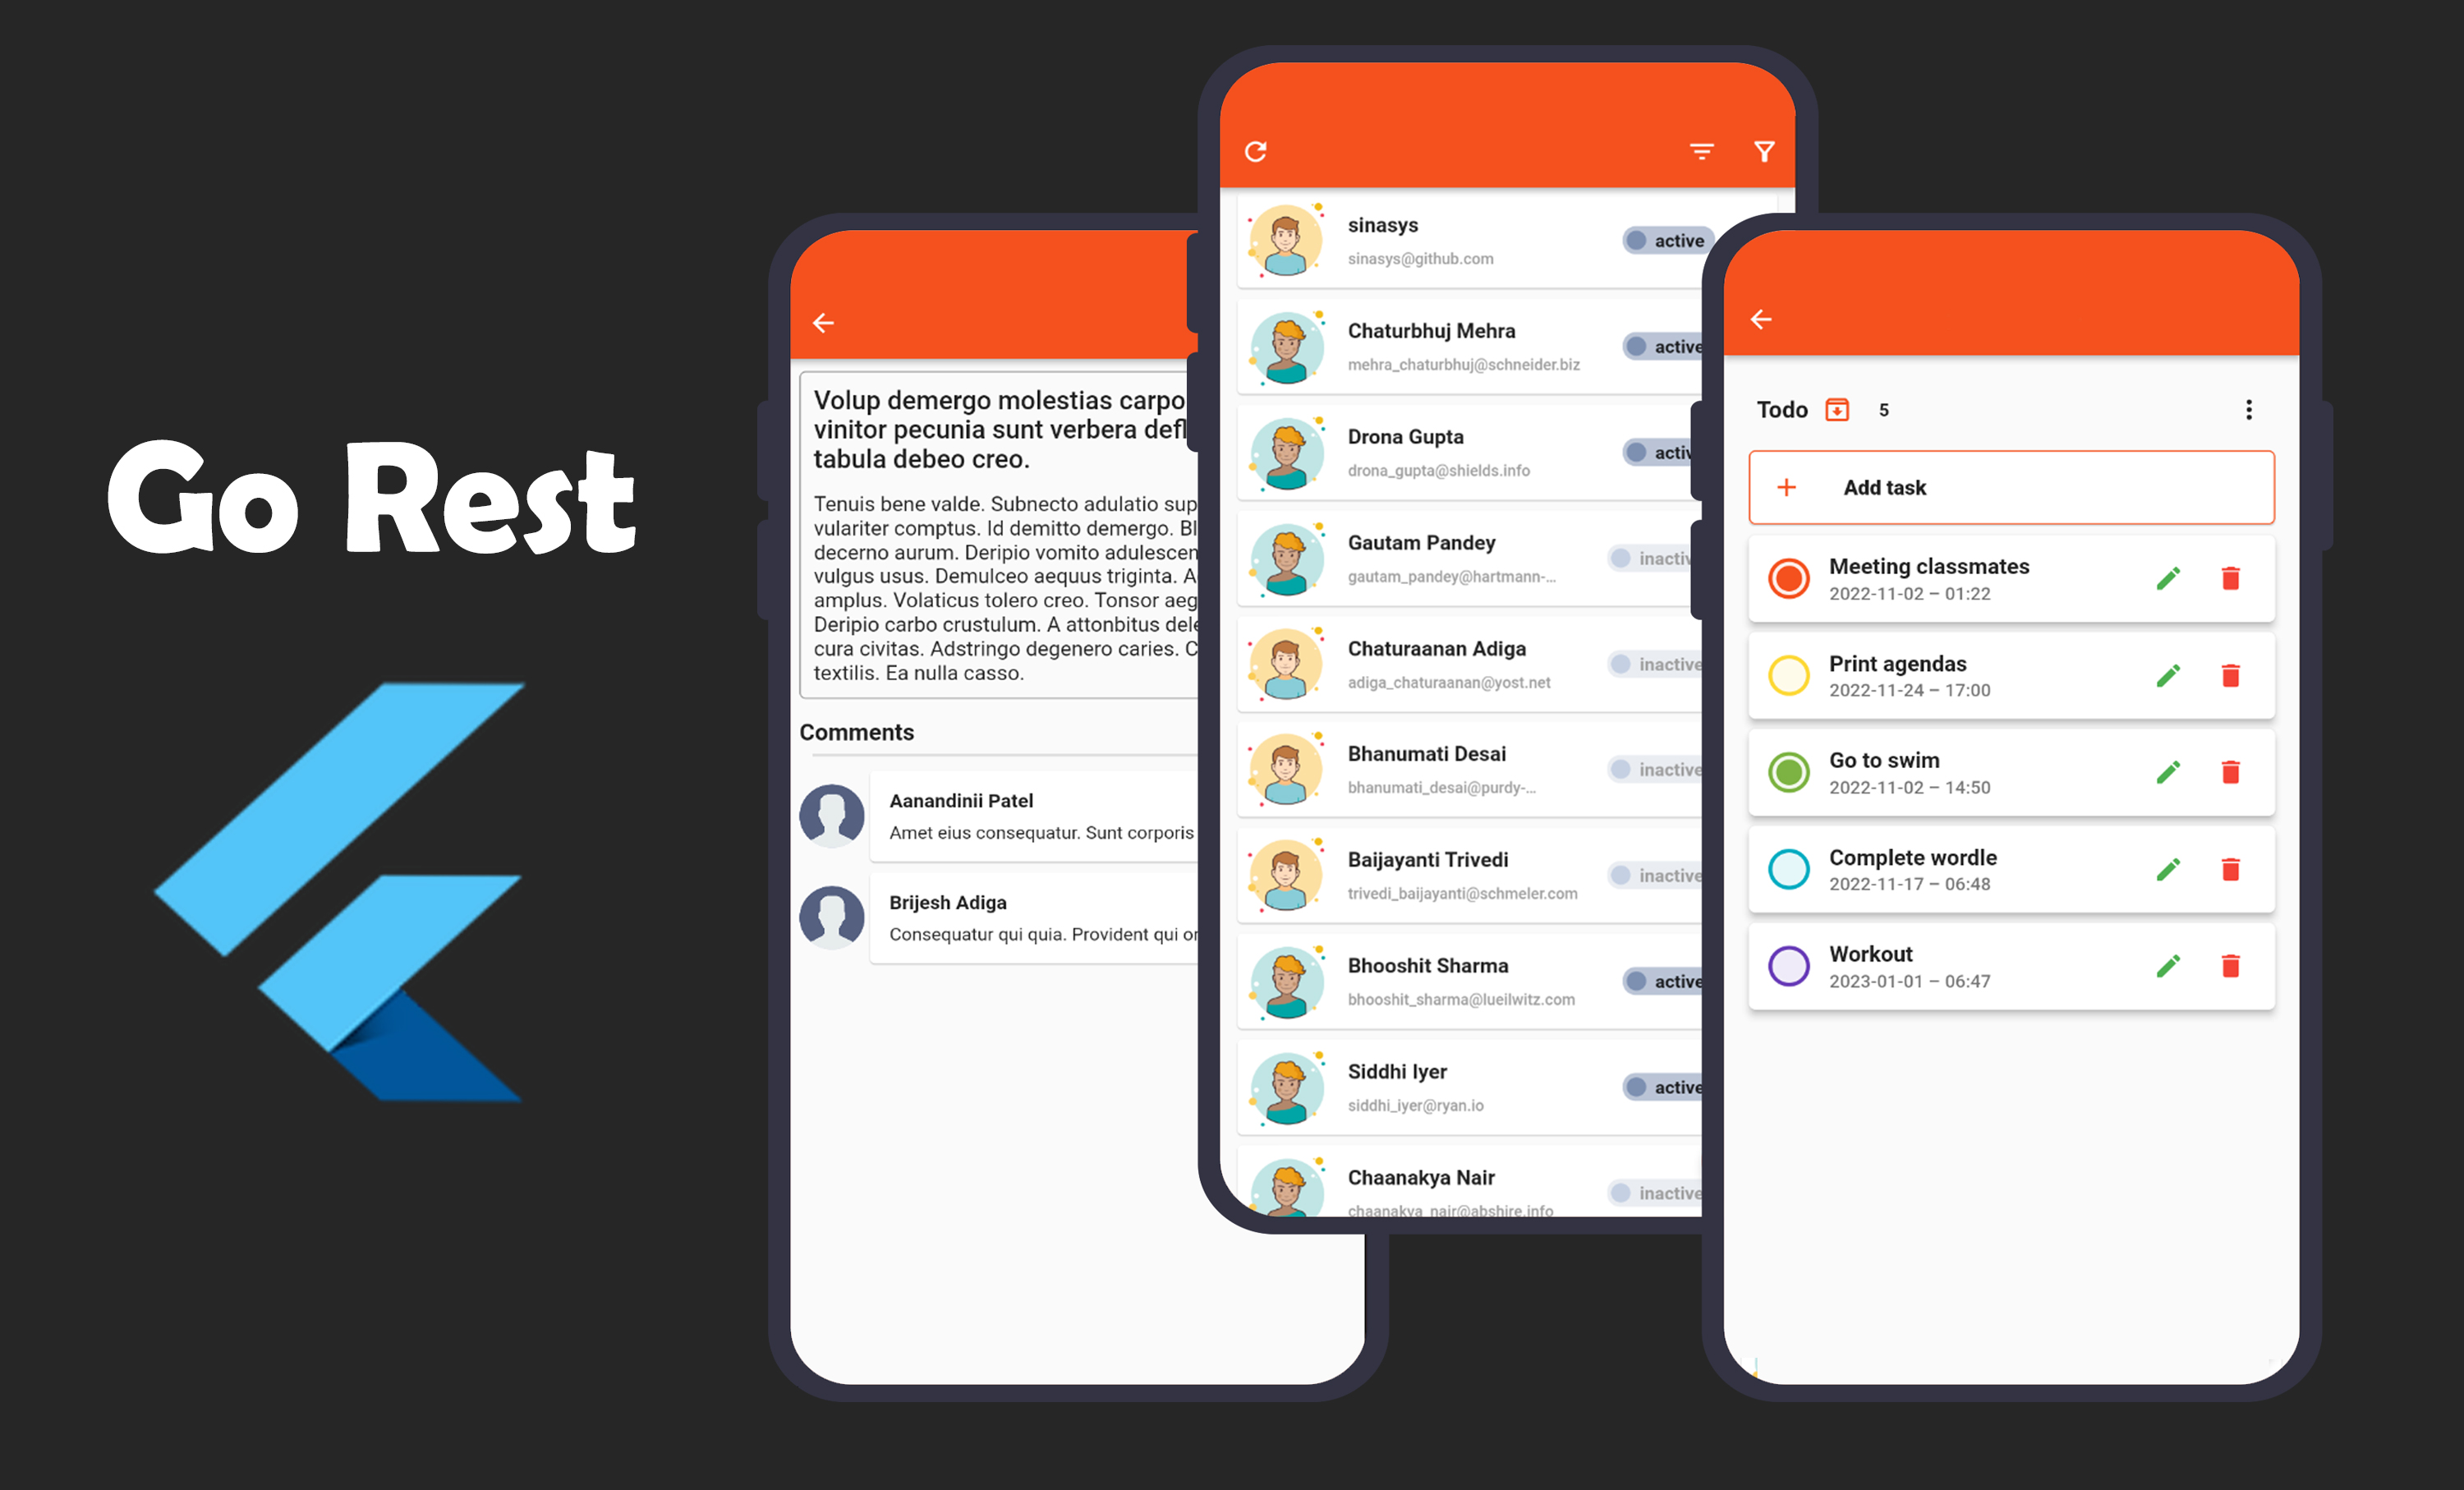 Go Rest
Volup demergo molestias carpo
vinitor pecunia sunt verbera
tabula debeo creo.
Tenuis bene valde. Subnecto adulatio
vulariter comptus. Id demitto demergo.
decerno aurum. Deripio vomito
vulgus usus. Demulceo aequus triginta.
amplus. Volaticus tolero creo. Tonsor
Deripio carbo crustulum. A attonbitus
cura civitas. Adstringo degenero caries.
textilis. Ea nulla casso.
Comments
Aanandinii Patel
Amet eius consequatur. Sunt corporis
Brijesh Adiga
Consequatur qui quia. Provident qui
sinasys
sinasys@github.com
active
Chaturbhuj Mehra
mehra_chaturbhuj@schneider.biz
active
Drona Gupta
drona_gupta@shields.info
Gautam Pandey
gautam_pandey@hartmann-...
Chaturaanan Adiga
adiga_chaturaanan@yost.net
inactive
Bhanumati Desai
bhanumati_desai@purdy-...
inactive
Baijayanti Trivedi
trivedi_baijayanti@schmeler.com
inactive
Bhooshit Sharma
bhooshit_sharma@lueilwitz.com
active
Siddhi Iyer
siddhi_iyer@ryan.io
active
Chaanakya Nair
chaanakya_nair@abshire.info
inactive
Todo 5
Add task
Meeting classmates
2022-11-02 – 01:22
Print agendas
2022-11-24 – 17:00
Go to swim
2022-11-02 – 14:50
Complete wordle
2022-11-17 – 06:48
Workout
2023-01-01 – 06:47